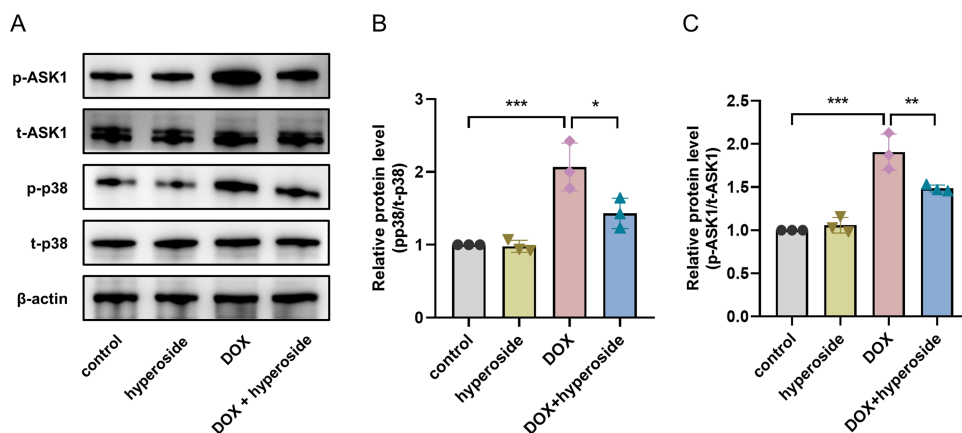 A
p-ASK1
t-ASK1
p-p38
t-p38
β-actin
control
hyperoside
DOX
DOX + hyperoside
B
Relative protein level
(pp38/t-p38)
3
2
1
0
***
*
control
hyperoside
DOX
DOX+hyperoside
C
Relative protein level
(p-ASK1/t-ASK1)
2.5
2.0
1.5
1.0
0.5
0.0
***
**
control
hyperoside
DOX
DOX+hyperoside